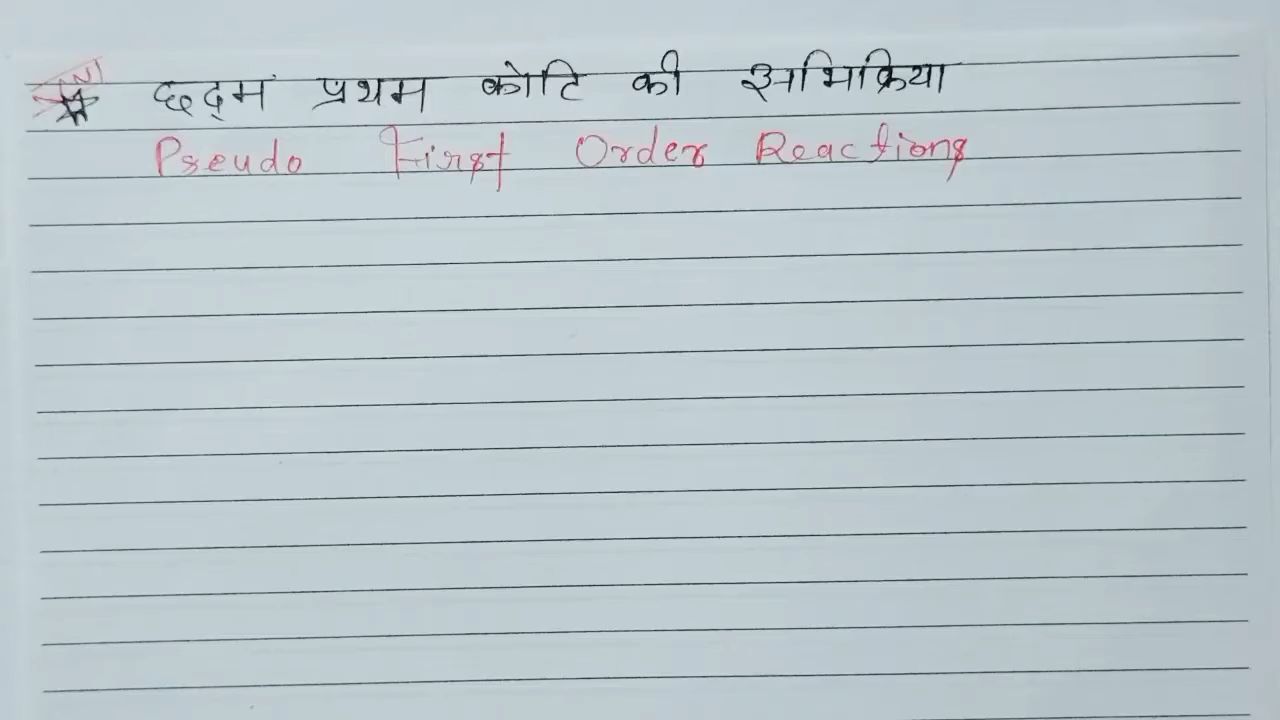 छद्म प्रथम कोटि की अभिक्रिया
Pseudo First Order Reactions